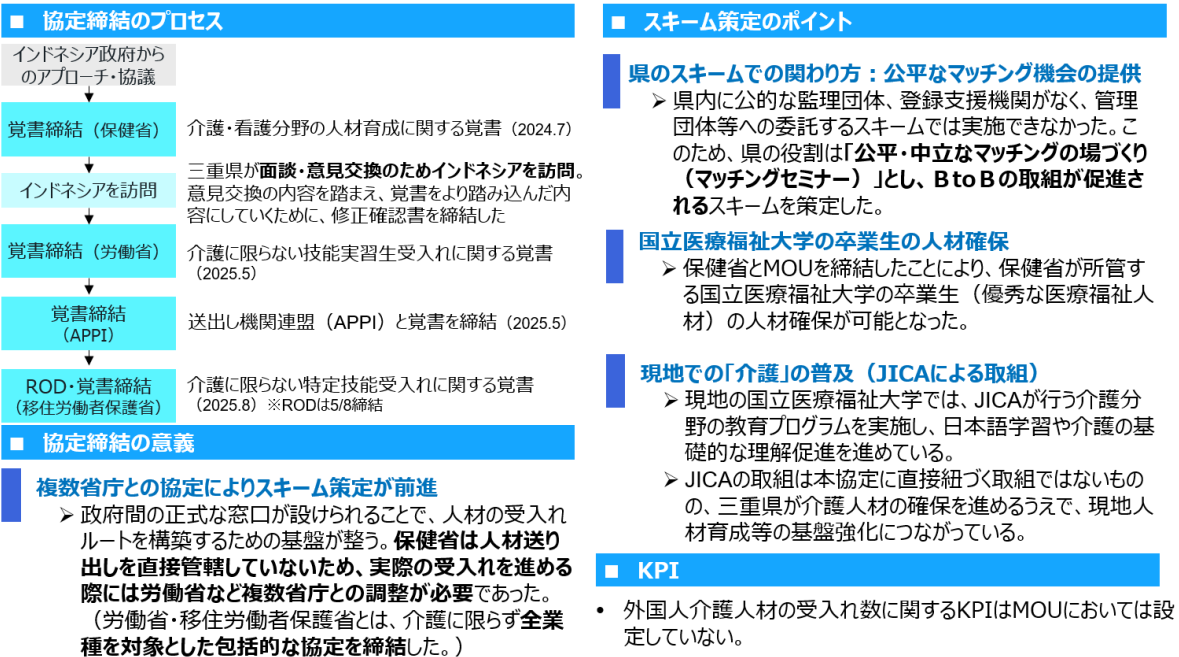 ■ 協定締結のプロセス
インドネシア政府から
のアプローチ・協議
覚書締結（保健省）
介護・看護分野の人材育成に関する覚書（2024.7）
インドネシアを訪問
三重県が面談・意見交換のためインドネシアを訪問。
意見交換の内容を踏まえ、覚書をより踏み込んだ内
容にしていくために、修正確認書を締結した
覚書締結（労働省）
介護に限らない技能実習生受入れに関する覚書
（2025.5）
覚書締結
（APPI）
送出し機関連盟（APPI）と覚書を締結（2025.5）
ROD・覚書締結
（移住労働者保護省）
介護に限らない特定技能受入れに関する覚書
（2025.8）※RODは5/8締結
■ 協定締結の意義
複数省庁との協定によりスキーム策定が前進
➢ 政府間の正式な窓口が設けられることで、人材の受入れ
ルートを構築するための基盤が整う。保健省は人材送り
出しを直接管轄していないため、実際の受入れを進める
際には労働省など複数省庁との調整が必要であった。
（労働省・移住労働者保護省とは、介護に限らず全業
種を対象とした包括的な協定を締結した。）
■ スキーム策定のポイント
県のスキームでの関わり方：公平なマッチング機会の提供
➢ 県内に公的な監理団体、登録支援機関がなく、管理
団体等への委託するスキームでは実施できなかった。こ
のため、県の役割は「公平・中立なマッチングの場づくり
（マッチングセミナー）」とし、BtoBの取組が促進さ
れるスキームを策定した。
国立医療福祉大学の卒業生の人材確保
➢ 保健省とMOUを締結したことにより、保健省が所管す
る国立医療福祉大学の卒業生（優秀な医療福祉人
材）の人材確保が可能となった。
現地での「介護」の普及（JICAによる取組）
➢ 現地の国立医療福祉大学では、JICAが行う介護分
野の教育プログラムを実施し、日本語学習や介護の基
礎的な理解促進を進めている。
➢ JICAの取組は本協定に直接紐づく取組ではないもの
の、三重県が介護人材の確保を進めるうえで、現地人
材育成等の基盤強化につながっている。
■ KPI
• 外国人介護人材の受入れ数に関するKPIはMOUにおいては設
定していない。